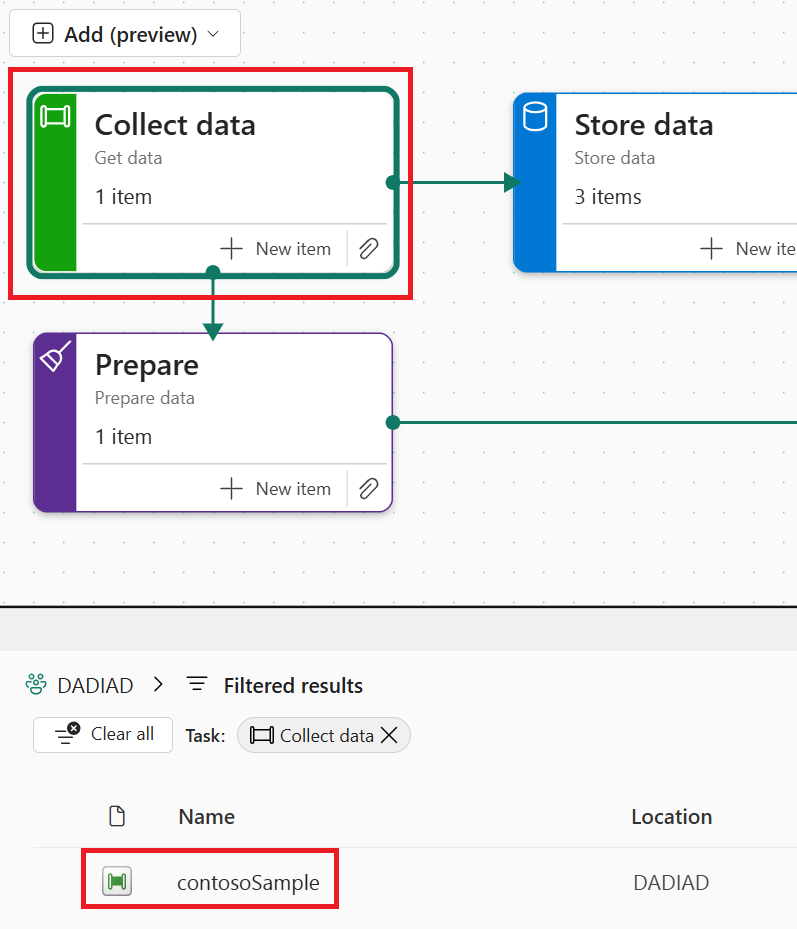 Add (preview)
Collect data
Get data
1 item
New item
Store data
Store data
3 items
New ite
Prepare
Prepare data
1 item
New item
DADIAD > Filtered results
Clear all Task: Collect data
Name Location
contosoSample DADIAD